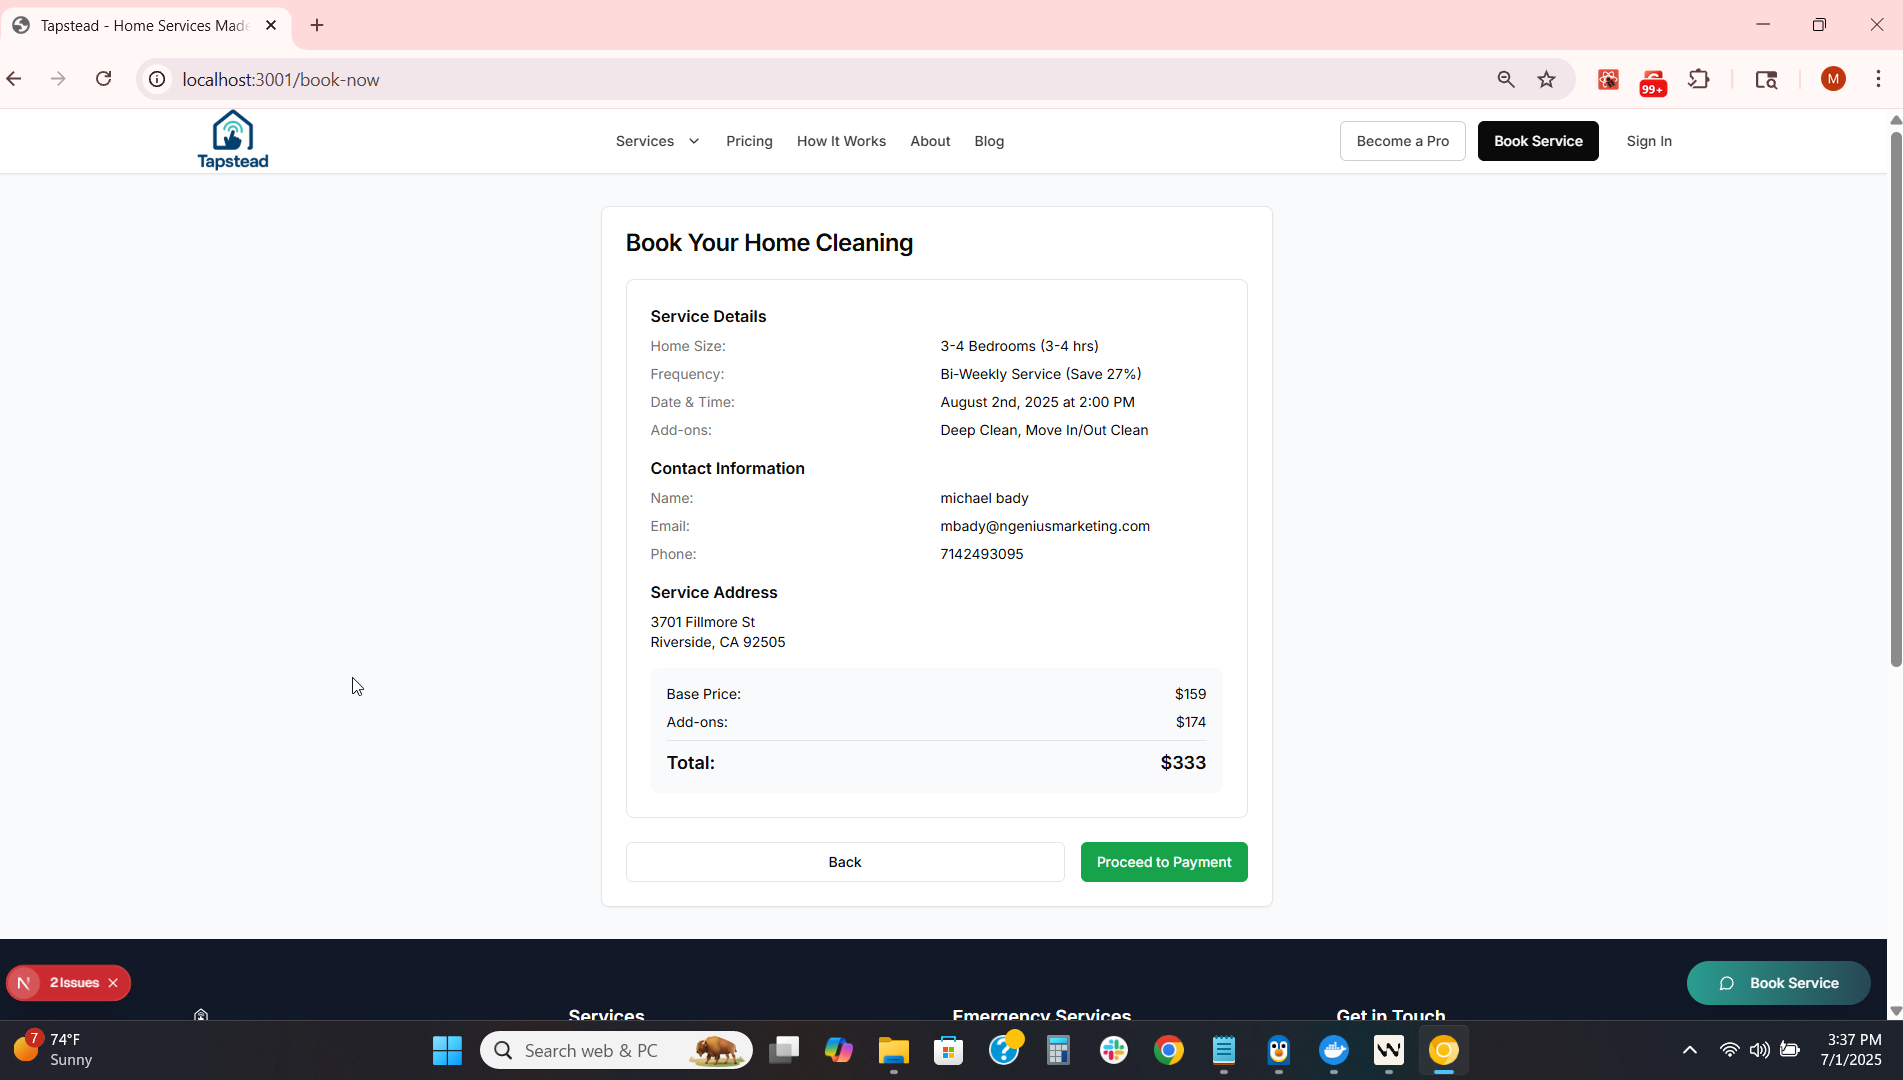 Tapstead - Home Services Made
localhost:3001/book-now
99+
M
Tapstead
Services
Pricing
How It Works
About
Blog
Become a Pro
Book Service
Sign In
Book Your Home Cleaning
Service Details
Home Size: 3-4 Bedrooms (3-4 hrs)
Frequency: Bi-Weekly Service (Save 27%)
Date & Time: August 2nd, 2025 at 2:00 PM
Add-ons: Deep Clean, Move In/Out Clean
Contact Information
Name: michael bady
Email: mbady@ngeniusmarketing.com
Phone: 7142493095
Service Address
3701 Fillmore St
Riverside, CA 92505
Base Price: $159
Add-ons: $174
Total: $333
Back
Proceed to Payment
N 2 Issues
Book Service
Services
Emergency Services
Get in Touch
7
74°F
Sunny
Search web & PC
3:37 PM
7/1/2025